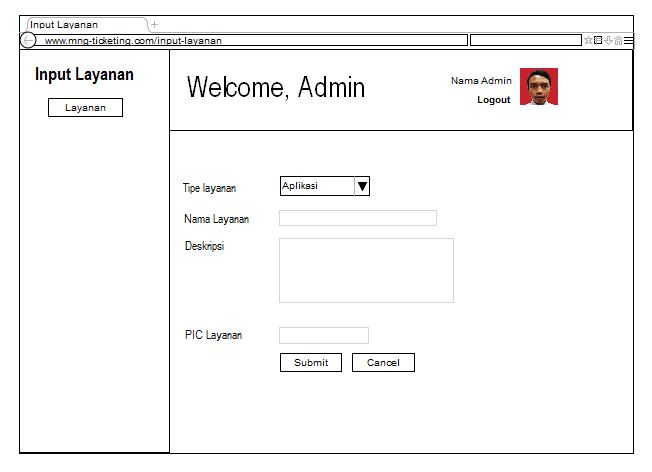 Input Layanan
www.mng-ticketing.com/input-layanan
Input Layanan
Layanan
Welcome, Admin
Nama Admin
Logout
Tipe layanan
Aplikasi
Nama Layanan
Deskripsi
PIC Layanan
Submit
Cancel